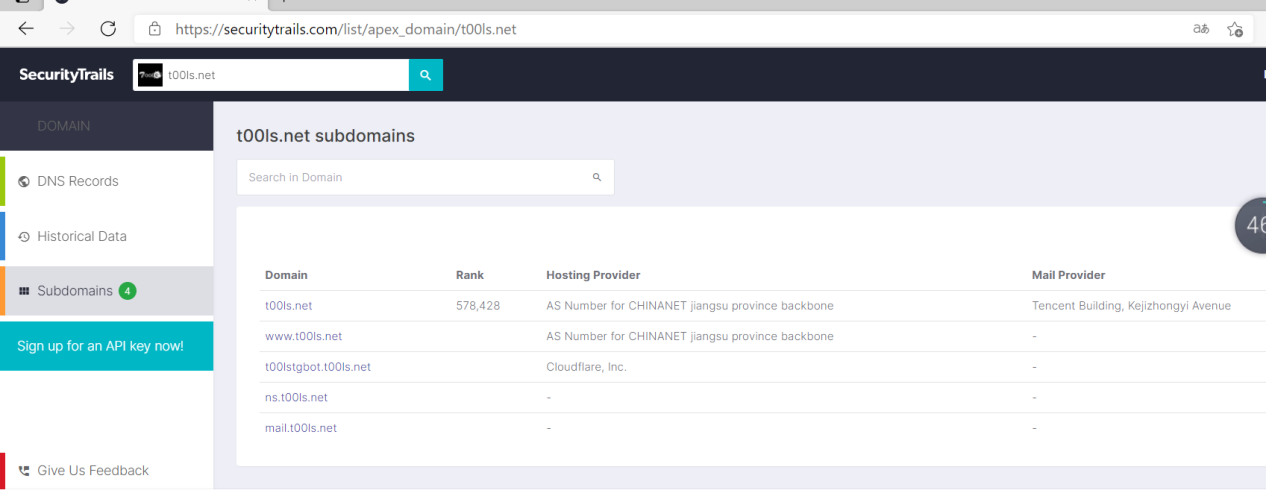 https://securitytrails.com/list/apex_domain/t00ls.net
aあ
SecurityTrails
t00ls.net
DOMAIN
DNS Records
Historical Data
Subdomains 4
Sign up for an API key now!
Give Us Feedback
t00ls.net subdomains
Search in Domain
46
Domain Rank Hosting Provider Mail Provider
t00ls.net 578,428 AS Number for CHINANET jiangsu province backbone Tencent Building, Kejizhongyi Avenue
www.t00ls.net AS Number for CHINANET jiangsu province backbone -
t00lstgbot.t00ls.net Cloudflare, Inc. -
ns.t00ls.net - -
mail.t00ls.net - -